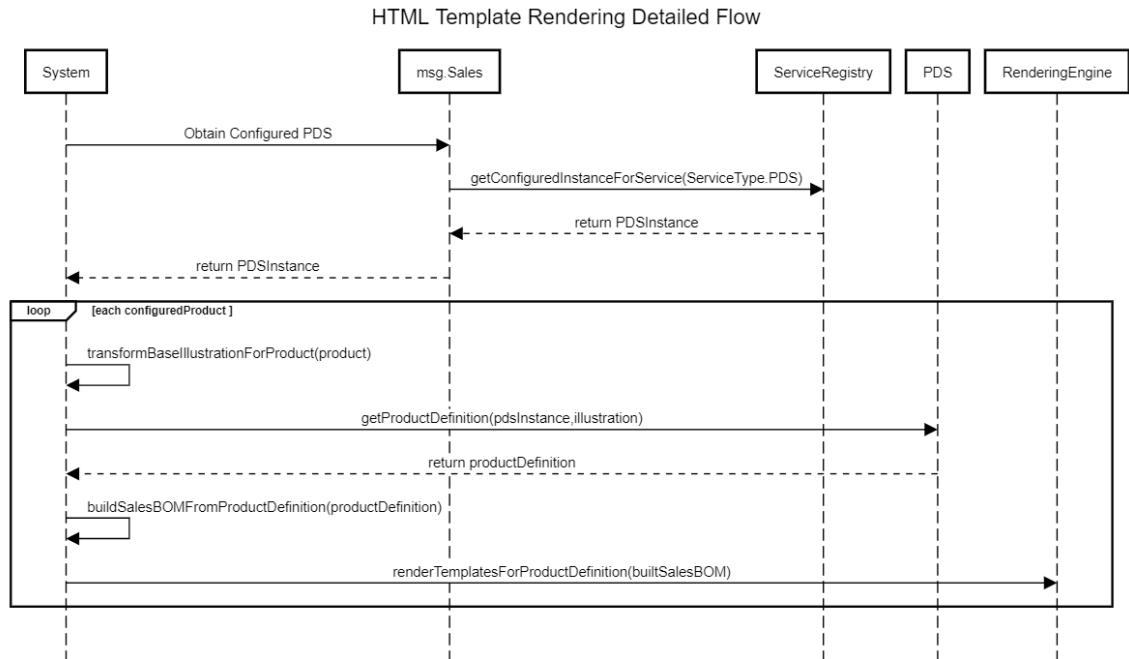 HTML Template Rendering Detailed Flow
System
msg.Sales
ServiceRegistry
PDS
RenderingEngine
Obtain Configured PDS
getConfiguredInstanceForService(ServiceType.PDS)
return PDSInstance
return PDSInstance
loop
[each configuredProduct ]
transformBaseIllustrationForProduct(product)
getProductDefinition(pdsInstance,illustration)
return productDefinition
buildSalesBOMFromProductDefinition(productDefinition)
renderTemplatesForProductDefinition(builtSalesBOM)